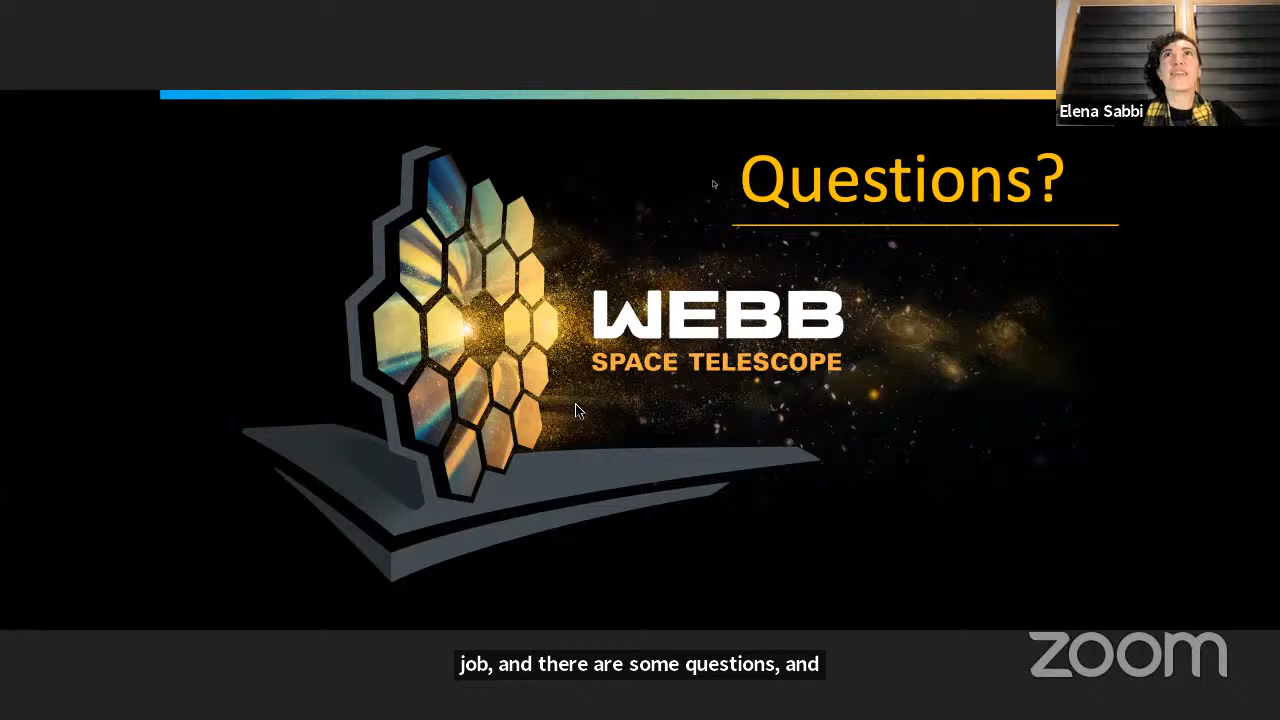 Elena Sabbi
Questions?
WEBB
SPACE TELESCOPE
job, and there are some questions, and
zoom